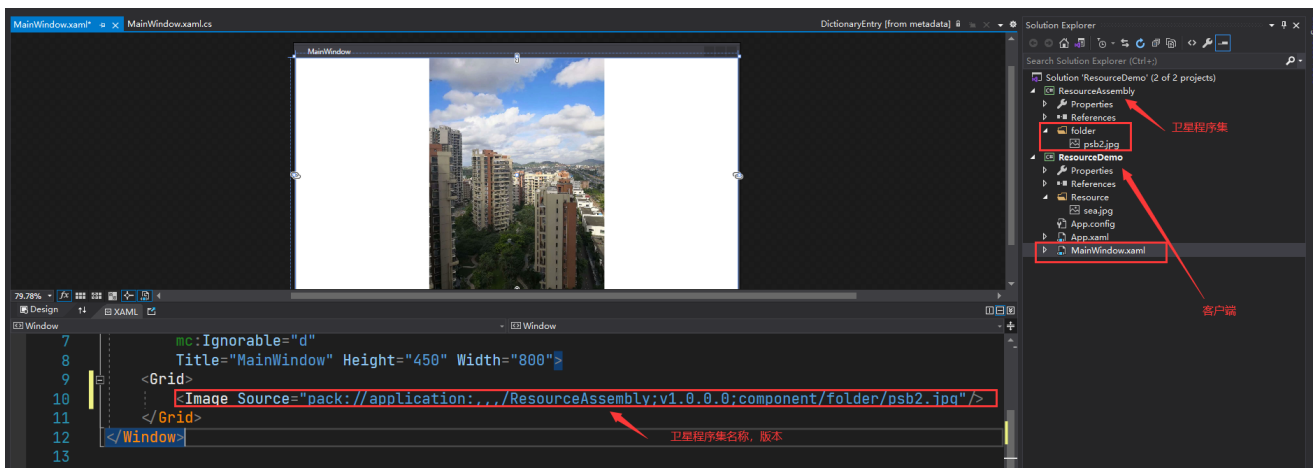 MainWindow.xaml*
MainWindow.xaml.cs
DictionaryEntry [from metadata]
MainWindow
79.78%
fx
Design
XAML
Window
Window
7 mc:Ignorable="d"
8 Title="MainWindow" Height="450" Width="800">
9 <Grid>
10 <Image Source="pack://application:,,,/ResourceAssembly;v1.0.0.0;component/folder/psb2.jpg"/>
11 </Grid>
12 </Window>
13
卫星程序集名称，版本
Solution Explorer
Search Solution Explorer (Ctrl+;)
Solution 'ResourceDemo' (2 of 2 projects)
ResourceAssembly
Properties
References
folder
psb2.jpg
ResourceDemo
Properties
References
Resource
sea.jpg
App.config
App.xaml
MainWindow.xaml
卫星程序集
客户端